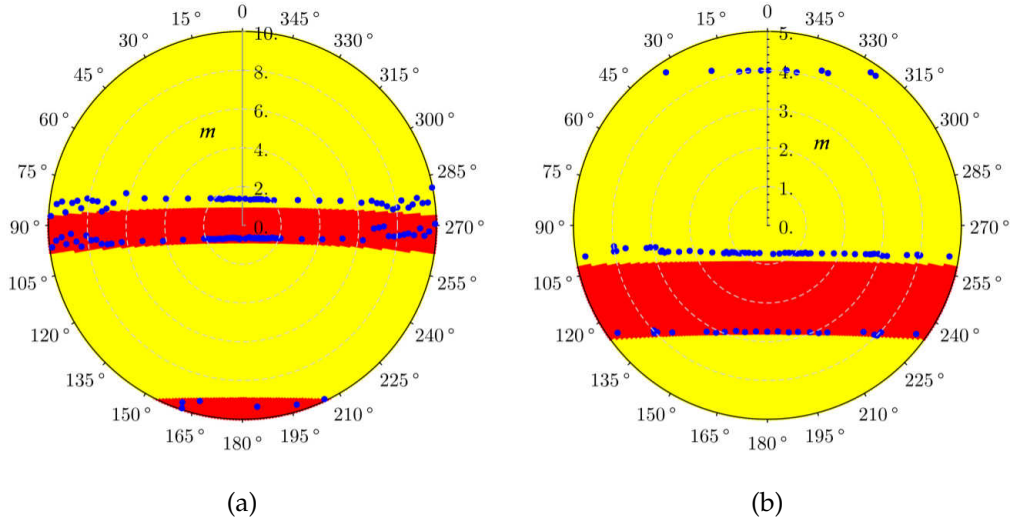 0 0
15 ° 345 ° 15 ° 345 °
30 ° 330 ° 30 ° 330 °
45 ° 315 ° 45 ° 315 °
60 ° 300 ° 60 ° 300 °
75 ° 285 ° 75 ° 285 °
90 ° 270 ° 90 ° 270 °
105 ° 255 ° 105 ° 255 °
120 ° 240 ° 120 ° 240 °
135 ° 225 ° 135 ° 225 °
150 ° 210 ° 150 ° 210 °
165 ° 195 ° 165 ° 195 °
180 ° 180 °
10. 5.
8. 4.
6. 3.
m m
4. 2.
2. 1.
0. 0.
(a) (b)